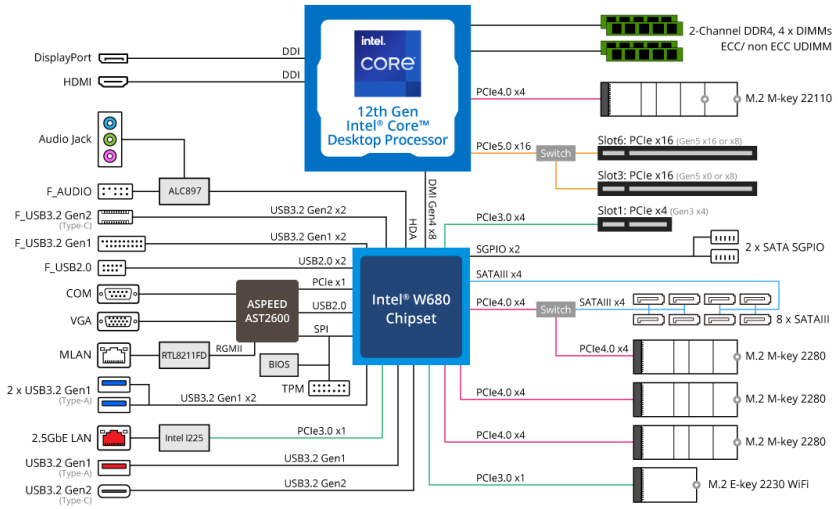 DisplayPort
DDI
HDMI
DDI
intel.
CORE™
12th Gen
Intel® Core™
Desktop Processor
2-Channel DDR4, 4 x DIMMs
ECC/ non ECC UDIMM
PCIe4.0 x4
M.2 M-key 22110
Audio Jack
PCIe5.0 x16
Switch
Slot6: PCIe x16 (Gen5 x16 or x8)
Slot3: PCIe x16 (Gen5 x0 or x8)
F_AUDIO
ALC897
HDA
DMI Gen4 x8
PCIe3.0 x4
Slot1: PCIe x4 (Gen3 x4)
F_USB3.2 Gen2
(Type-C)
USB3.2 Gen2 x2
F_USB3.2 Gen1
USB3.2 Gen1 x2
SGPIO x2
2 x SATA SGPIO
F_USB2.0
USB2.0 x2
SATAIII x4
COM
PCIe x1
ASPEED
AST2600
Intel® W680
Chipset
PCIe4.0 x4
Switch
SATAIII x4
8 x SATAIII
VGA
USB2.0
SPI
MLAN
RTL8211FD
RGMII
BIOS
TPM
PCIe4.0 x4
M.2 M-key 2280
2 x USB3.2 Gen1
(Type-A)
USB3.2 Gen1 x2
PCIe4.0 x4
M.2 M-key 2280
2.5GbE LAN
Intel I225
PCIe3.0 x1
PCIe4.0 x4
M.2 M-key 2280
USB3.2 Gen1
(Type-A)
USB3.2 Gen1
PCIe3.0 x1
M.2 E-key 2230 WiFi
USB3.2 Gen2
(Type-C)
USB3.2 Gen2